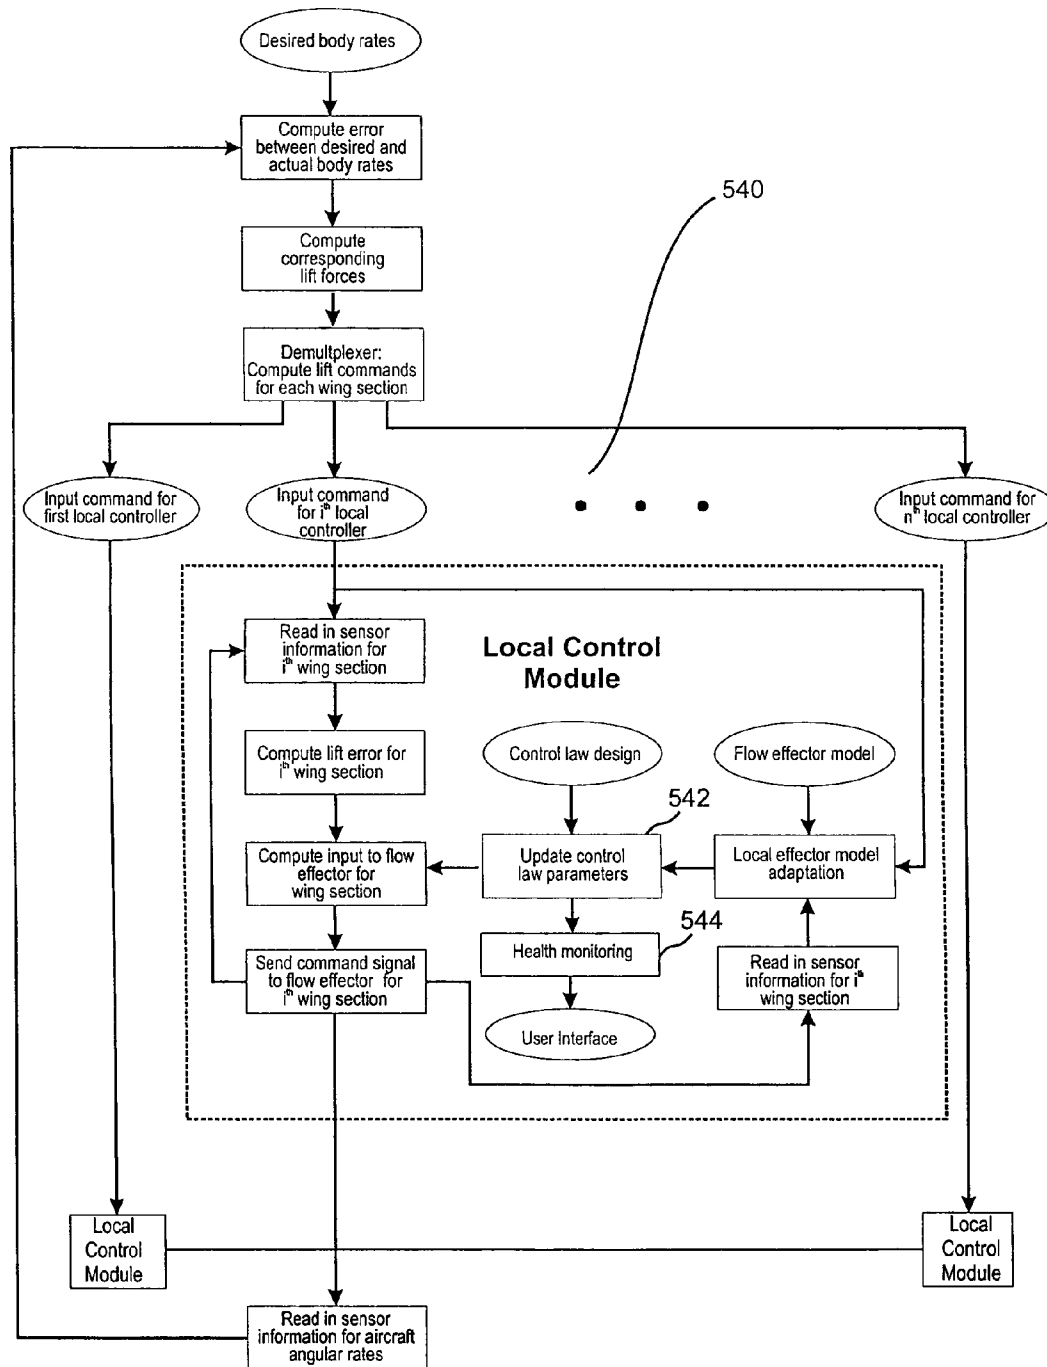 Desired body rates
Compute error
between desired and
actual body rates
540
Compute
corresponding
lift forces
Demultplexer:
Compute lift commands
for each wing section
Input command for
first local controller
Input command
for iᵗʰ local
controller
Input command for
nᵗʰ local controller
Read in sensor
information for
iᵗʰ wing section
Local Control
Module
Compute lift error for
iᵗʰ wing section
Control law design
Flow effector model
542
Compute input to flow
effector for
wing section
Update control
law parameters
Local effector model
adaptation
544
Health monitoring
Send command signal
to flow effector for
iᵗʰ wing section
Read in sensor
information for iᵗʰ
wing section
User Interface
Local
Control
Module
Local
Control
Module
Read in sensor
information for aircraft
angular rates